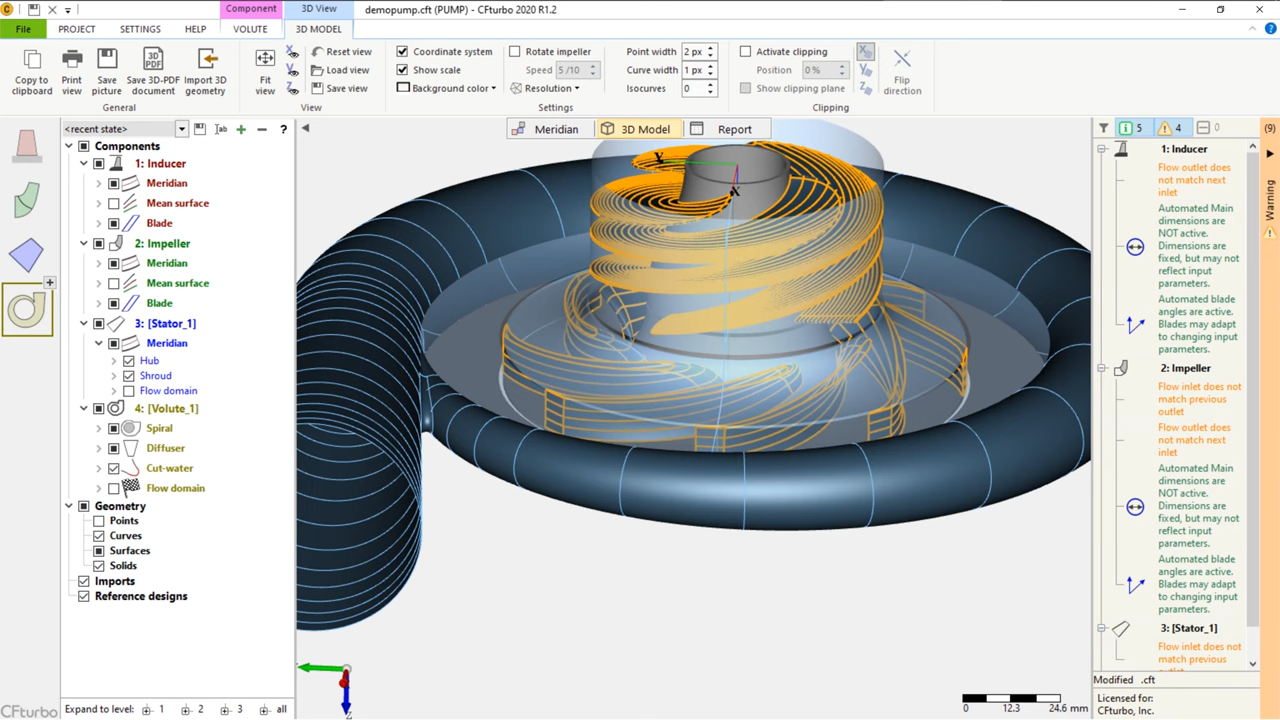 Component
3D View
demopump.cft (PUMP) - CFturbo 2020 R1.2
File
PROJECT
SETTINGS
HELP
VOLUTE
3D MODEL
Copy to clipboard
Print view
Save picture
Save 3D-PDF document
Import 3D geometry
General
Fit view
Reset view
Load view
Save view
View
Coordinate system
Show scale
Background color
Rotate impeller
Speed 5 /10
Resolution
Point width 2 px
Curve width 1 px
Isocurves 0
Settings
Activate clipping
Position 0 %
Show clipping plane
Flip direction
Clipping
<recent state>
?
Meridian
3D Model
Report
Components
1: Inducer
Meridian
Mean surface
Blade
2: Impeller
Meridian
Mean surface
Blade
3: [Stator_1]
Meridian
Hub
Shroud
Flow domain
4: [Volute_1]
Spiral
Diffuser
Cut-water
Flow domain
Geometry
Points
Curves
Surfaces
Solids
Imports
Reference designs
CFturbo
Expand to level: 1 2 3 all
Y
X
Z
0 12.3 24.6 mm
5 4 0
(9)
Warning
1: Inducer
Flow outlet does
not match next
inlet
Automated Main
dimensions are
NOT active.
Dimensions are
fixed, but may not
reflect input
parameters.
Automated blade
angles are active.
Blades may adapt
to changing input
parameters.
2: Impeller
Flow inlet does not
match previous
outlet
Flow outlet does
not match next
inlet
Automated Main
dimensions are
NOT active.
Dimensions are
fixed, but may not
reflect input
parameters.
Automated blade
angles are active.
Blades may adapt
to changing input
parameters.
3: [Stator_1]
Flow inlet does not
match previous
Modified .cft
Licensed for:
CFturbo, Inc.